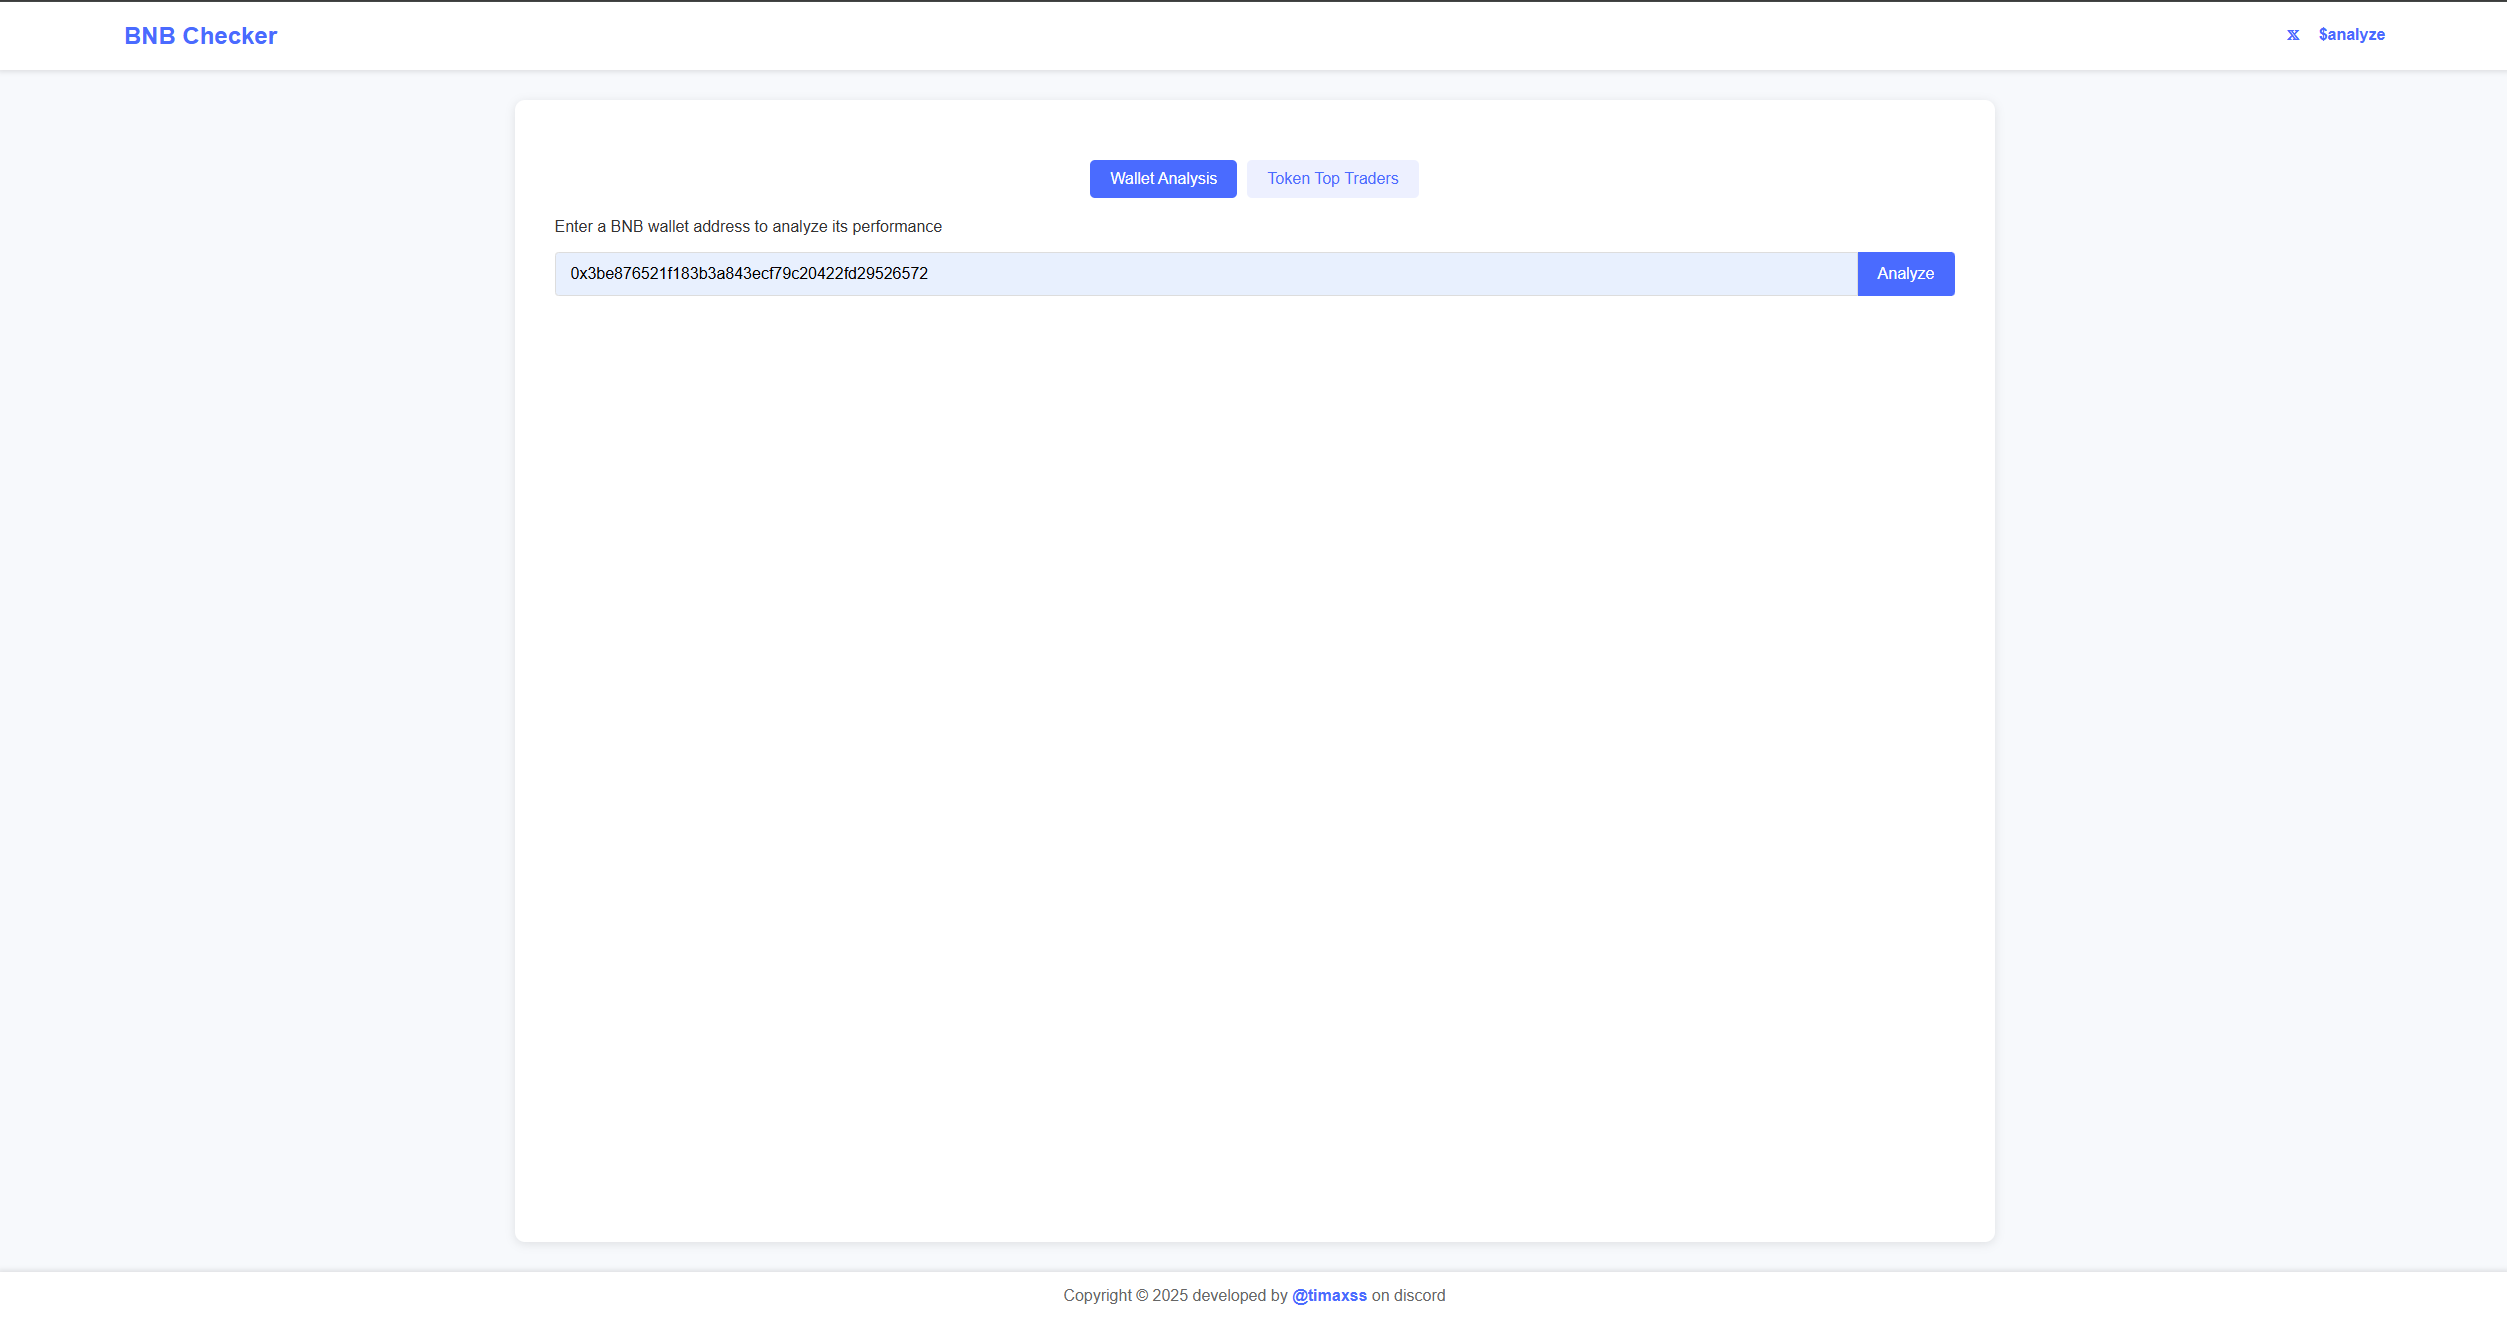 BNB Checker
𝕏 $analyze
Wallet Analysis Token Top Traders
Enter a BNB wallet address to analyze its performance
0x3be876521f183b3a843ecf79c20422fd29526572 Analyze
Copyright © 2025 developed by @timaxss on discord